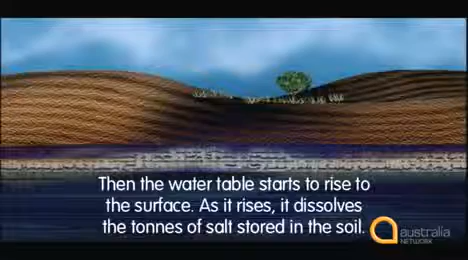 Then the water table starts to rise to
the surface. As it rises, it dissolves
the tonnes of salt stored in the soil.
australia
NETWORK